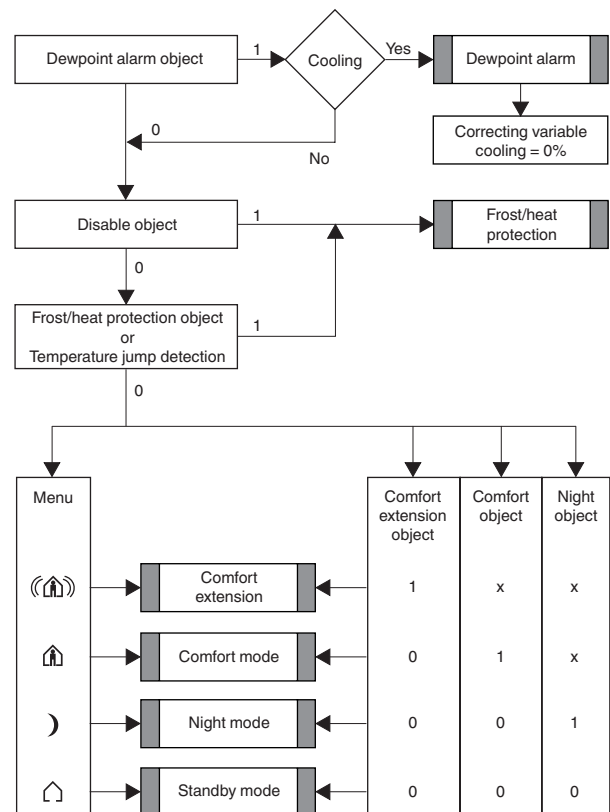 Dewpoint alarm object
1
Cooling
Yes
Dewpoint alarm
0
No
Correcting variable
cooling = 0%
Disable object
1
Frost/heat
protection
0
Frost/heat protection object
or
Temperature jump detection
1
0
Menu
Comfort
extension
object
Comfort
object
Night
object
Comfort
extension
1
x
x
Comfort mode
0
1
x
Night mode
0
0
1
Standby mode
0
0
0